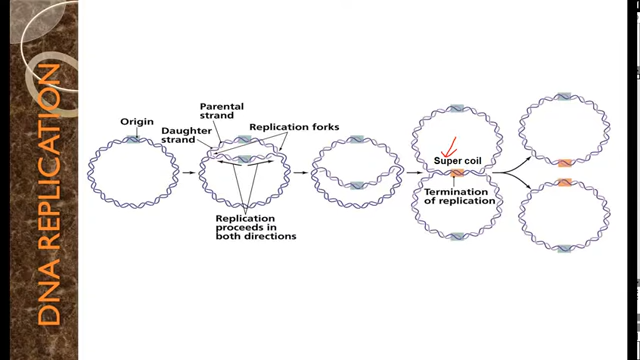 DNA REPLICATION
Origin
Parental
strand
Daughter
strand
Replication forks
Replication
proceeds in
both directions
Super coil
Termination
of replication